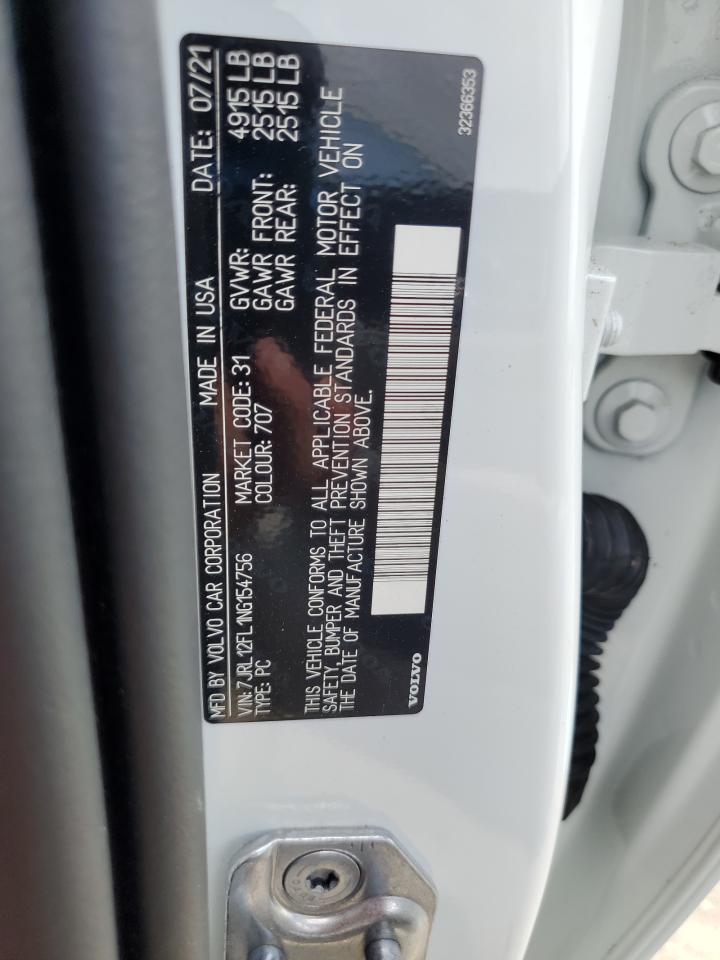 MFD BY VOLVO CAR CORPORATION MADE IN USA DATE: 07/21
VIN: 7JRL12FL1NG154756 MARKET CODE: 31 GVWR: 4915 LB
TYPE: PC COLOUR: 707 GAWR FRONT: 2515 LB
GAWR REAR: 2515 LB
THIS VEHICLE CONFORMS TO ALL APPLICABLE FEDERAL MOTOR VEHICLE
SAFETY, BUMPER AND THEFT PREVENTION STANDARDS IN EFFECT ON
THE DATE OF MANUFACTURE SHOWN ABOVE.
VOLVO 32366353